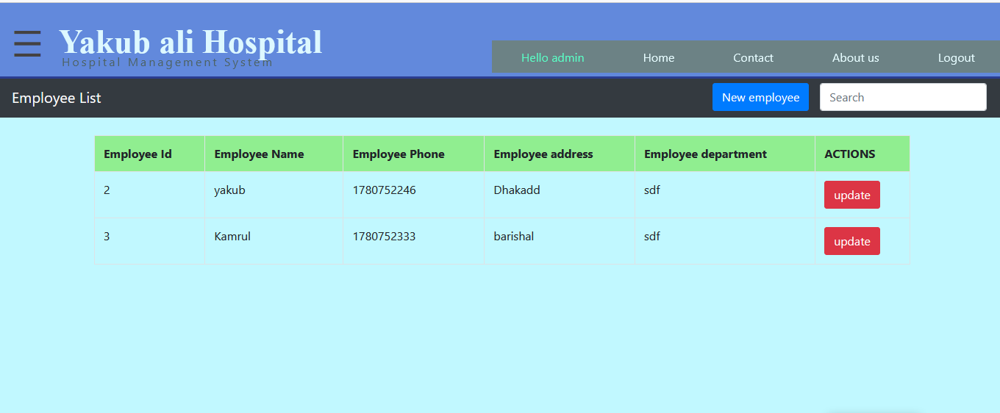 ☰ Yakub ali Hospital
Hospital Management System
Hello admin Home Contact About us Logout
Employee List New employee Search
Employee Id Employee Name Employee Phone Employee address Employee department ACTIONS
2 yakub 1780752246 Dhakadd sdf update
3 Kamrul 1780752333 barishal sdf update